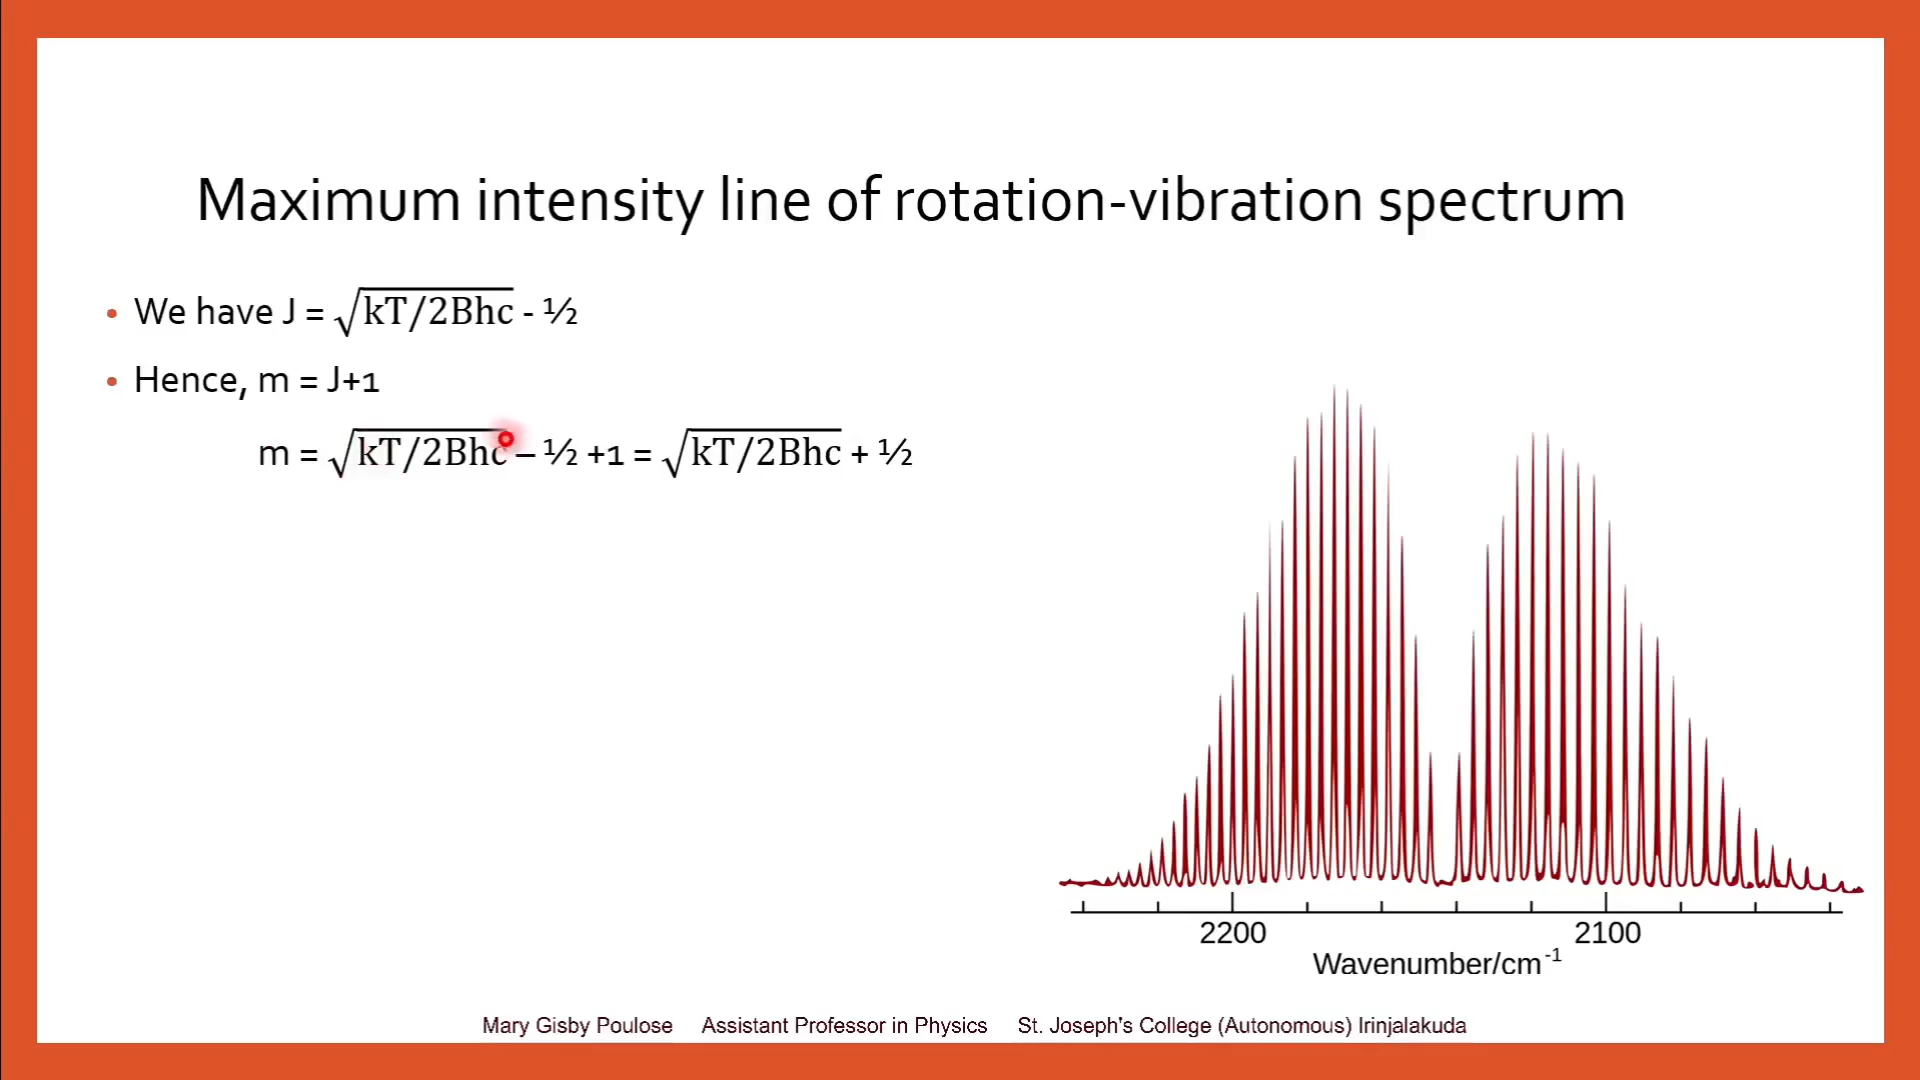 Maximum intensity line of rotation-vibration spectrum
• We have J = √kT/2Bhc - ½
• Hence, m = J+1
m = √kT/2Bhc – ½ +1 = √kT/2Bhc + ½
2200 2100
Wavenumber/cm⁻¹
Mary Gisby Poulose Assistant Professor in Physics St. Joseph's College (Autonomous) Irinjalakuda